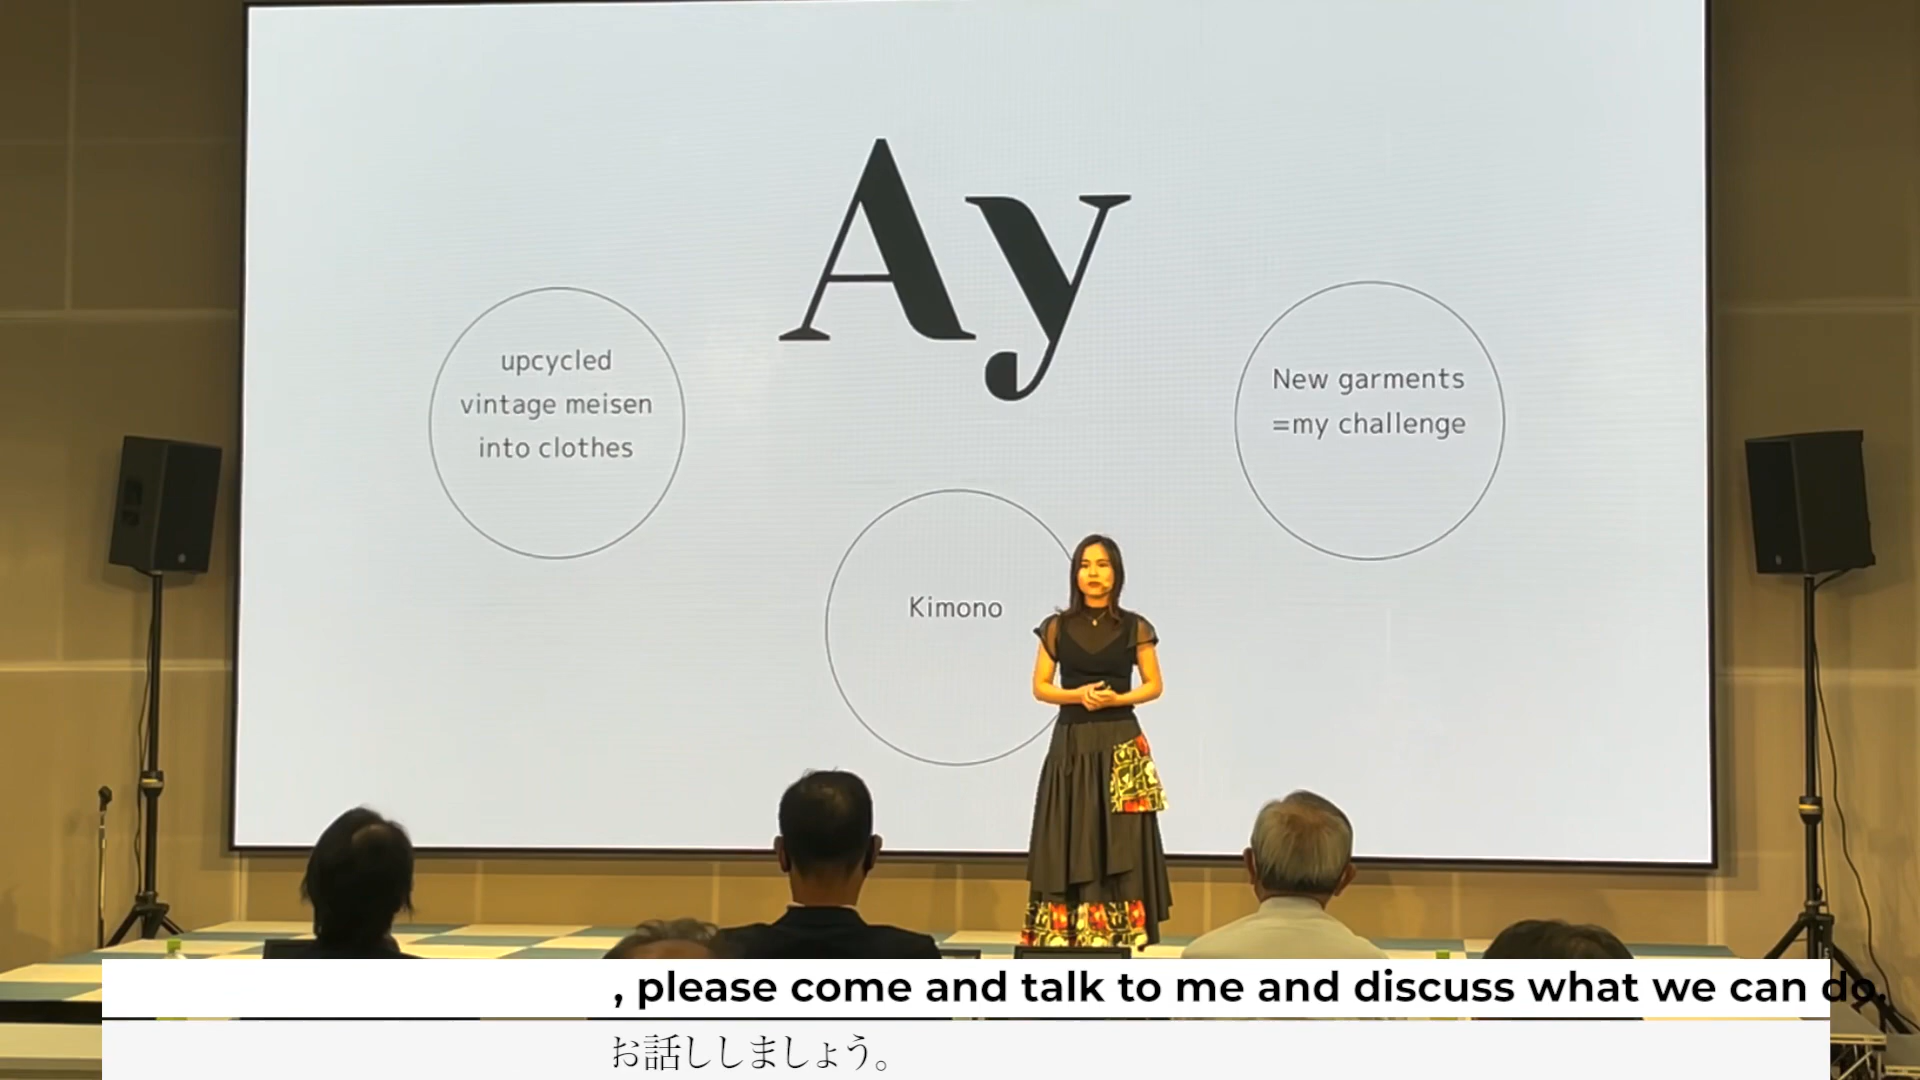 Ay
upcycled
vintage meisen
into clothes
New garments
=my challenge
Kimono
, please come and talk to me and discuss what we can do.
お話ししましょう。